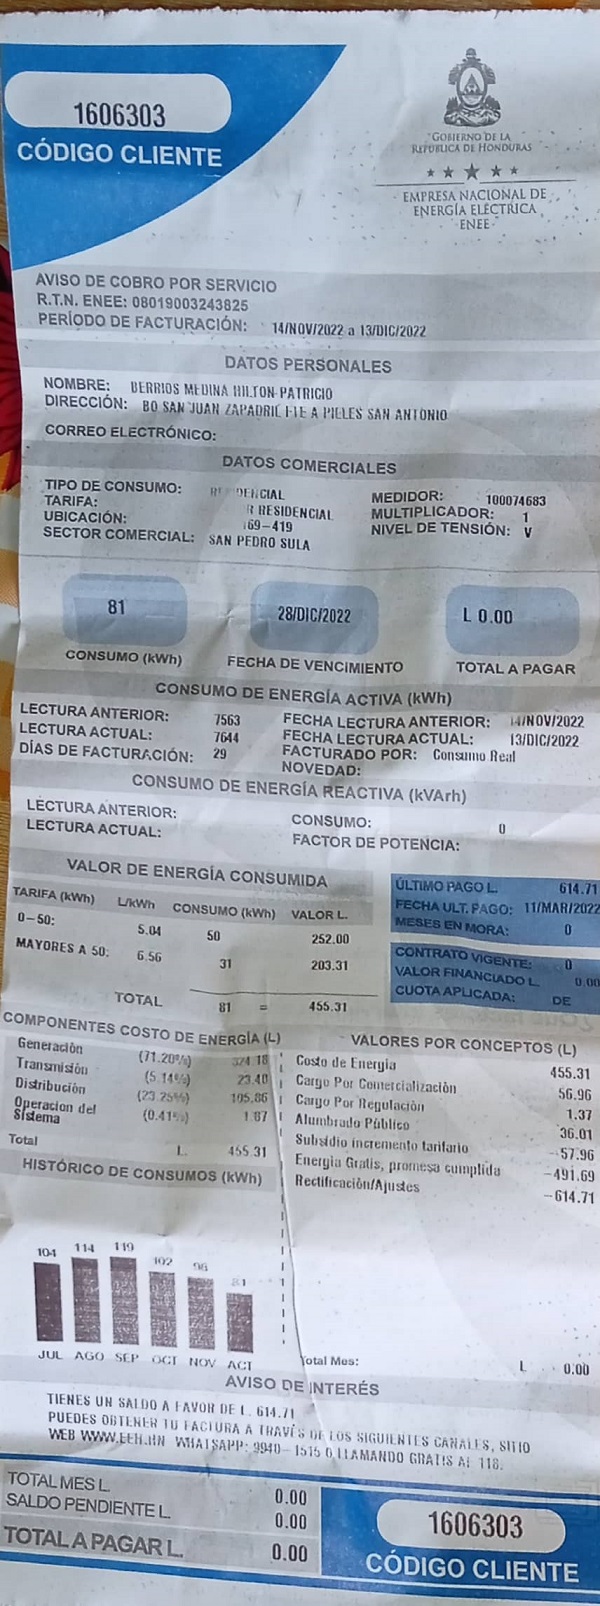 1606303
CÓDIGO CLIENTE
GOBIERNO DE LA
REPÚBLICA DE HONDURAS
EMPRESA NACIONAL DE
ENERGÍA ELÉCTRICA
-ENEE-
AVISO DE COBRO POR SERVICIO
R.T.N. ENEE: 08019003243825
PERÍODO DE FACTURACIÓN: 14/NOV/2022 a 13/DIC/2022
DATOS PERSONALES
NOMBRE: BERRIOS MEDINA HILTON PATRICIO
DIRECCIÓN: BO SAN JUAN FTE A SAN ANTONIO
CORREO ELECTRÓNICO:
DATOS COMERCIALES
TIPO DE CONSUMO: DENCIAL
TARIFA: RESIDENCIAL
UBICACIÓN: 69-419
SECTOR COMERCIAL: SAN PEDRO SULA
MEDIDOR: 100074683
MULTIPLICADOR: 1
NIVEL DE TENSIÓN: V
81 28/DIC/2022 L 0.00
CONSUMO (kWh) FECHA DE VENCIMIENTO TOTAL A PAGAR
CONSUMO DE ENERGÍA ACTIVA (kWh)
LECTURA ANTERIOR: 7563 FECHA LECTURA ANTERIOR: 14/NOV/2022
LECTURA ACTUAL: 7644 FECHA LECTURA ACTUAL: 13/DIC/2022
DÍAS DE FACTURACIÓN: 29 FACTURADO POR: Consumo Real
NOVEDAD:
CONSUMO DE ENERGÍA REACTIVA (kVArh)
LECTURA ANTERIOR: CONSUMO: 0
LECTURA ACTUAL: FACTOR DE POTENCIA:
VALOR DE ENERGÍA CONSUMIDA
TARIFA (kWh) L/kWh CONSUMO (kWh) VALOR L.
0-50: 5.04 50 252.00
MAYORES A 50: 6.56 31 203.31
TOTAL 81 = 455.31
ÚLTIMO PAGO L. 614.71
FECHA ULT. PAGO: 11/MAR/2022
MESES EN MORA: 0
CONTRATO VIGENTE: 0
VALOR FINANCIADO L. 0.00
CUOTA APLICADA: DE
COMPONENTES COSTO DE ENERGÍA (L)
Generación (71.20%) 324.18
Transmisión (5.14%) 23.40
Distribución (23.25%) 105.86
Operacion del
Sistema (0.41%) 1.87
Total L. 455.31
VALORES POR CONCEPTOS (L)
Costo de Energia 455.31
Cargo Por Comercialización 56.96
Cargo Por Regulación 1.37
Alumbrado Público 36.01
Subsidio incremento tarifario -57.96
Energia Gratis, promesa cumplida -491.69
Rectificación/Ajustes -614.71
HISTÓRICO DE CONSUMOS (kWh)
104 114 119 102 98 81
JUL AGO SEP OCT NOV ACT
Total Mes: L 0.00
AVISO DE INTERÉS
TIENES UN SALDO A FAVOR DE L. 614.71
PUEDES OBTENER TU FACTURA A TRAVÉS DE LOS SIGUIENTES CANALES, SITIO
WEB WWW.EEH.HN WHATSAPP: 9940-1515 O LLAMANDO GRATIS AL 118.
TOTAL MES L. 0.00
SALDO PENDIENTE L. 0.00
TOTAL A PAGAR L. 0.00
1606303
CÓDIGO CLIENTE